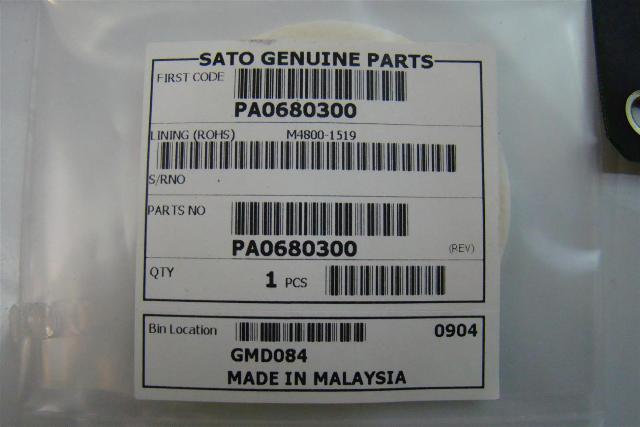 SATO GENUINE PARTS
FIRST CODE
PA0680300
LINING (ROHS) M4800-1519
S/RNO
PARTS NO
PA0680300 (REV)
QTY 1 PCS
Bin Location 0904
GMD084
MADE IN MALAYSIA